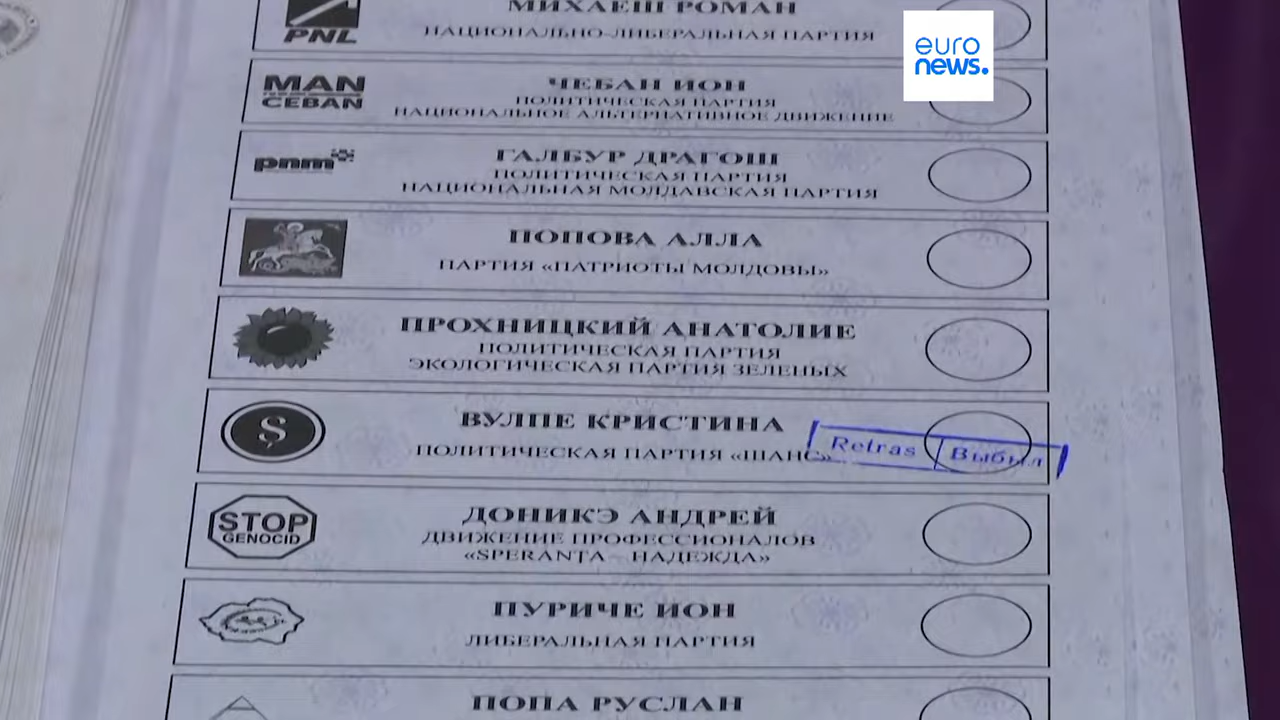 МИХАЕШ РОМАН
PNL
НАЦИОНАЛЬНО-ЛИБЕРАЛЬНАЯ ПАРТИЯ
euro
news.
MAN
CEBAN
ЧЕБАН ИОН
ПОЛИТИЧЕСКАЯ ПАРТИЯ
НАЦИОНАЛЬНОЕ АЛЬТЕРНАТИВНОЕ ДВИЖЕНИЕ
pnm
ГАЛБУР ДРАГОШ
ПОЛИТИЧЕСКАЯ ПАРТИЯ
НАЦИОНАЛЬНАЯ МОЛДАВСКАЯ ПАРТИЯ
ПОПОВА АЛЛА
ПАРТИЯ «ПАТРИОТЫ МОЛДОВЫ»
ПРОХНИЦКИЙ АНАТОЛИЕ
ПОЛИТИЧЕСКАЯ ПАРТИЯ
ЭКОЛОГИЧЕСКАЯ ПАРТИЯ ЗЕЛЕНЫХ
Ș
ВУЛПЕ КРИСТИНА
ПОЛИТИЧЕСКАЯ ПАРТИЯ «ШАНС»
Retras Выбыл
STOP
GENOCID
ДОНИКЭ АНДРЕЙ
ДВИЖЕНИЕ ПРОФЕССИОНАЛОВ
«SPERANTA - НАДЕЖДА»
ПУРИЧЕ ИОН
ЛИБЕРАЛЬНАЯ ПАРТИЯ
ПОПА РУСЛАН